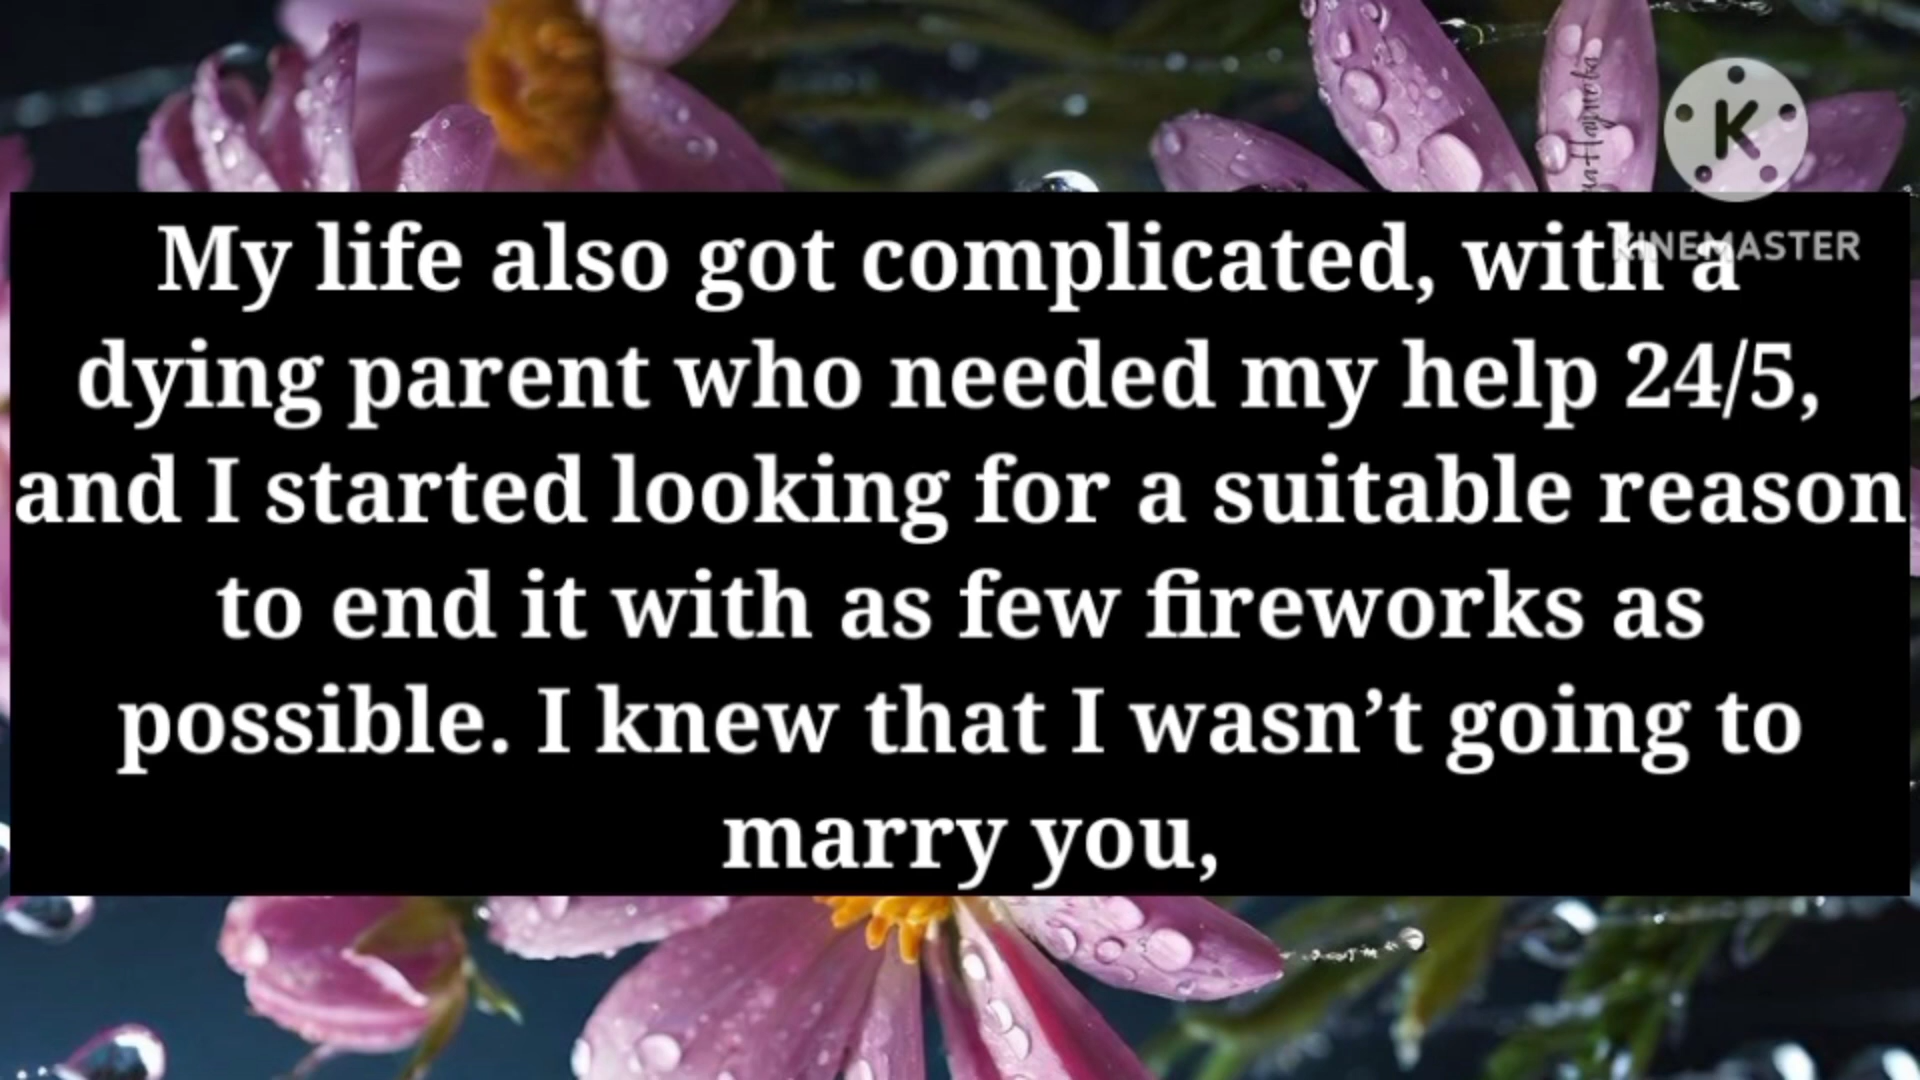 My life also got complicated, with a
dying parent who needed my help 24/5,
and I started looking for a suitable reason
to end it with as few fireworks as
possible. I knew that I wasn’t going to
marry you,
K
KINEMASTER